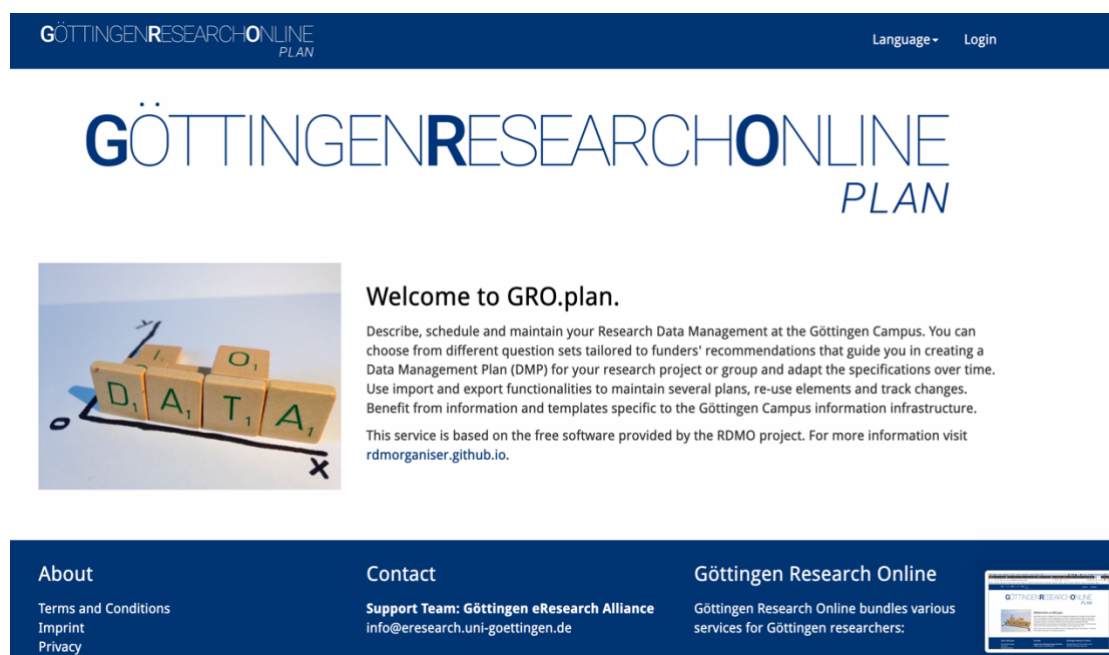 GÖTTINGENRESEARCHONLINE
PLAN
Language
Login
GÖTTINGENRESEARCHONLINE
PLAN
Y
I O1
1
D1 A1 T1 A1
O
X
Welcome to GRO.plan.
Describe, schedule and maintain your Research Data Management at the Göttingen Campus. You can
choose from different question sets tailored to funders' recommendations that guide you in creating a
Data Management Plan (DMP) for your research project or group and adapt the specifications over time.
Use import and export functionalities to maintain several plans, re-use elements and track changes.
Benefit from information and templates specific to the Göttingen Campus information infrastructure.
This service is based on the free software provided by the RDMO project. For more information visit
rdmorganiser.github.io.
About
Terms and Conditions
Imprint
Privacy
Contact
Support Team: Göttingen eResearch Alliance
info@eresearch.uni-goettingen.de
Göttingen Research Online
Göttingen Research Online bundles various
services for Göttingen researchers: